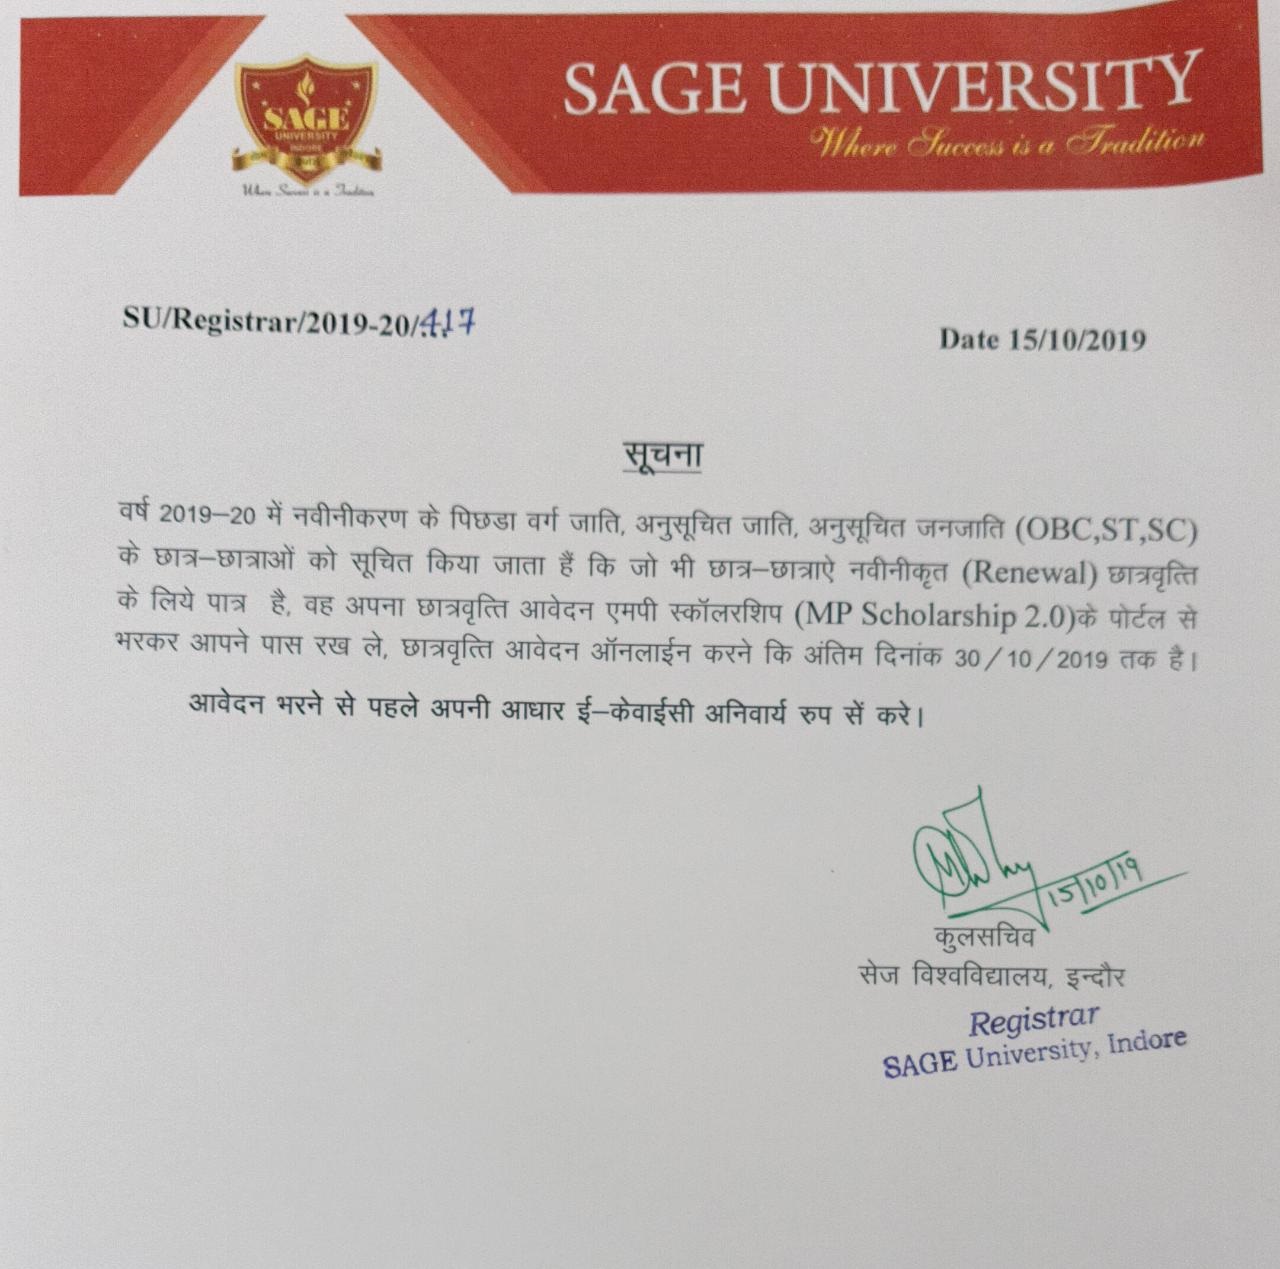 SAGE UNIVERSITY
Where Success is a Tradition
SAGE
UNIVERSITY
INDORE
Where Success is a Tradition
SU/Registrar/2019-20/417
Date 15/10/2019
सूचना
वर्ष 2019–20 में नवीनीकरण के पिछडा वर्ग जाति, अनुसूचित जाति, अनुसूचित जनजाति (OBC,ST,SC)
के छात्र–छात्राओं को सूचित किया जाता हैं कि जो भी छात्र–छात्राऐ नवीनीकृत (Renewal) छात्रवृत्ति
के लिये पात्र है, वह अपना छात्रवृत्ति आवेदन एमपी स्कॉलरशिप (MP Scholarship 2.0)के पोर्टल से
भरकर आपने पास रख ले, छात्रवृत्ति आवेदन ऑनलाईन करने कि अंतिम दिनांक 30/10/2019 तक है।
आवेदन भरने से पहले अपनी आधार ई–केवाईसी अनिवार्य रुप सें करे।
15/10/19
कुलसचिव
सेज विश्वविद्यालय, इन्दौर
Registrar
SAGE University, Indore